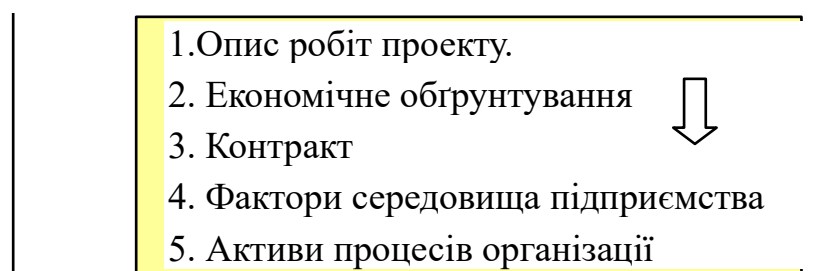 1.Опис робіт проекту.
2. Економічне обґрунтування
3. Контракт
4. Фактори середовища підприємства
5. Активи процесів організації